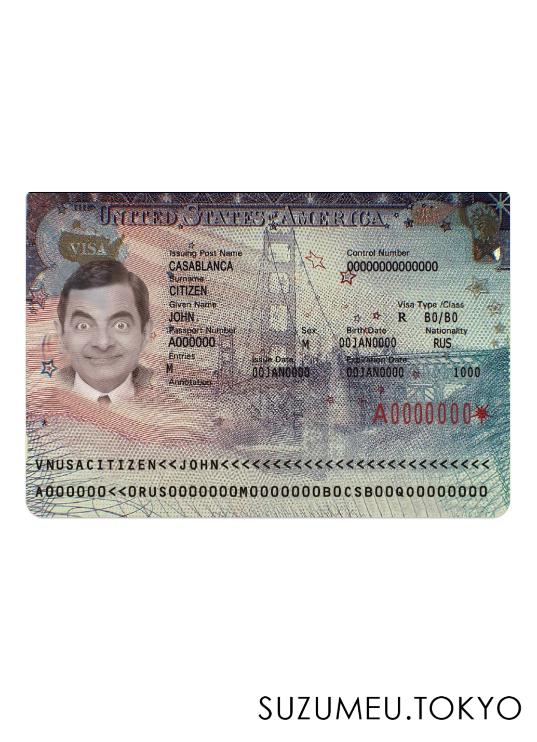 UNITED STATES OF AMERICA
VISA
Issuing Post Name
Control Number
CASABLANCA
00000000000000
Surname
CITIZEN
Given Name
Visa Type /Class
JOHN
R B0/B0
Passport Number
Sex
BirthDate
Nationality
A000000
M
00JAN0000
RUS
Entries
Issue Date
Expiration Date
M
00JAN0000
00JAN0000
1000
Annotation
A0000000*
VNUSACITIZEN<<JOHN<<<<<<<<<<<<<<<<<<<<<<<<<<
A000000<<0RUS0000000M0000000B0CSB00Q00000000
SUZUMEU.TOKYO